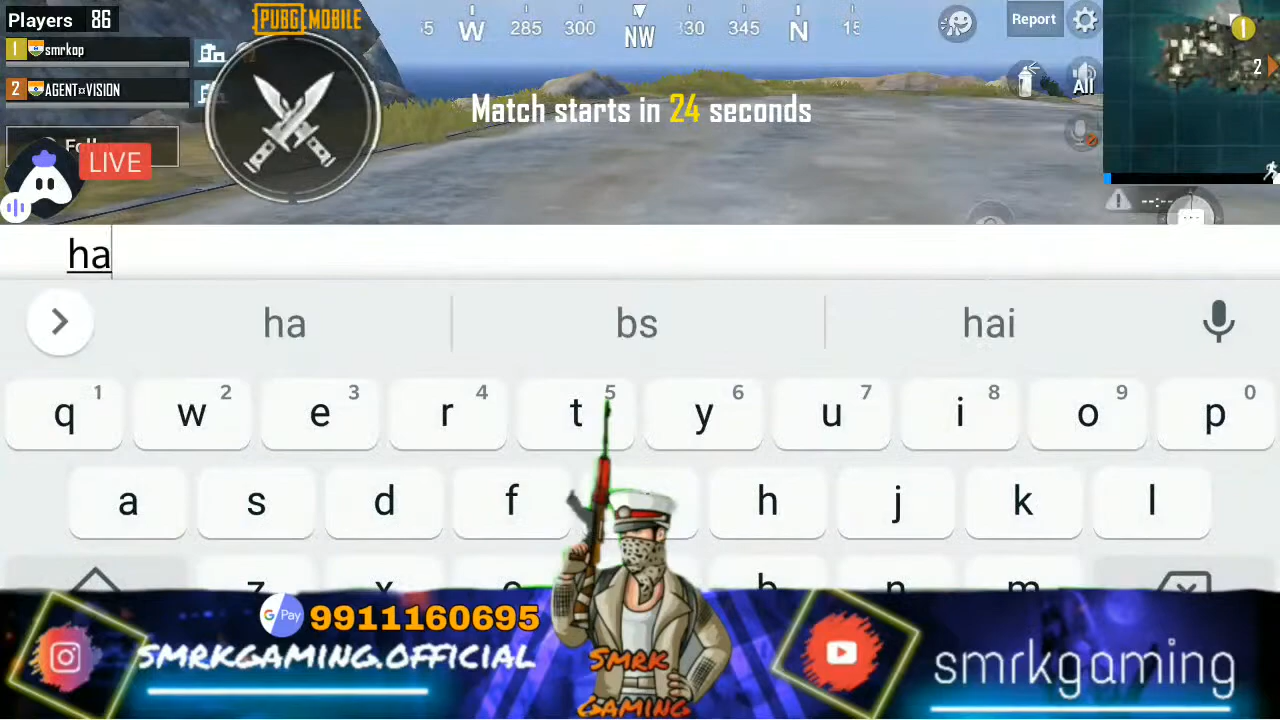 Players 86
PUBG MOBILE
W 285 300 NW 330 345 N 15
Report
1 smrkop
2 AGENT¤VISION
1
2
All
Match starts in 24 seconds
LIVE
--:--
ha
ha bs hai
1 2 3 4 5 6 7 8 9 0
q w e r t y u i o p
a s d f h j k l
z x c b n m
G Pay 9911160695
SMRKGAMING.OFFICIAL
SMRK
GAMING
smrkgaming